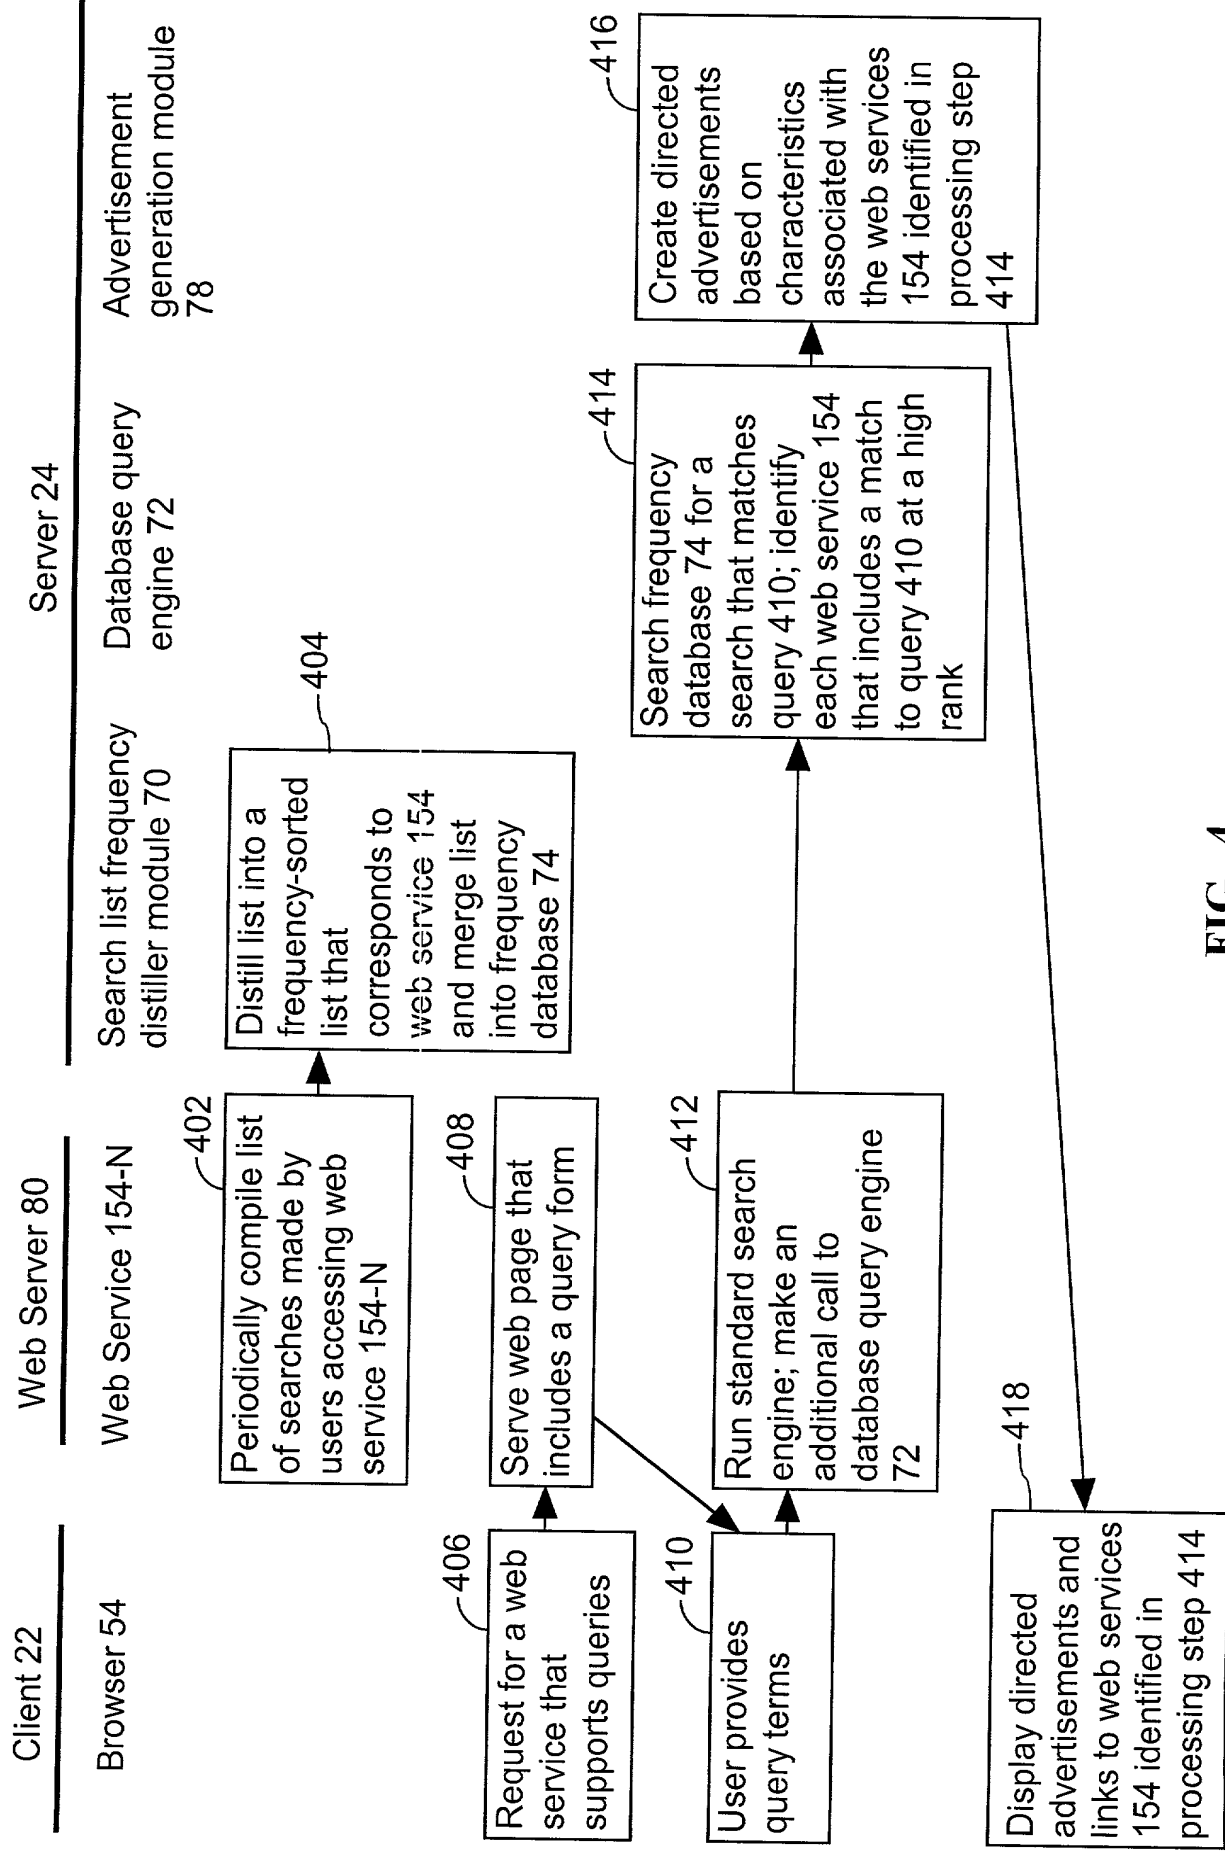 Client 22
Web Server 80
Server 24
Browser 54
Web Service 154-N
Search list frequency
distiller module 70
Database query
engine 72
Advertisement
generation module
78
402
Periodically compile list
of searches made by
users accessing web
service 154-N
404
Distill list into a
frequency-sorted
list that
corresponds to
web service 154
and merge list
into frequency
database 74
406
Request for a web
service that
supports queries
408
Serve web page that
includes a query form
410
User provides
query terms
412
Run standard search
engine; make an
additional call to
database query engine
72
414
Search frequency
database 74 for a
search that matches
query 410; identify
each web service 154
that includes a match
to query 410 at a high
rank
416
Create directed
advertisements
based on
characteristics
associated with
the web services
154 identified in
processing step
414
418
Display directed
advertisements and
links to web services
154 identified in
processing step 414
FIG. 4